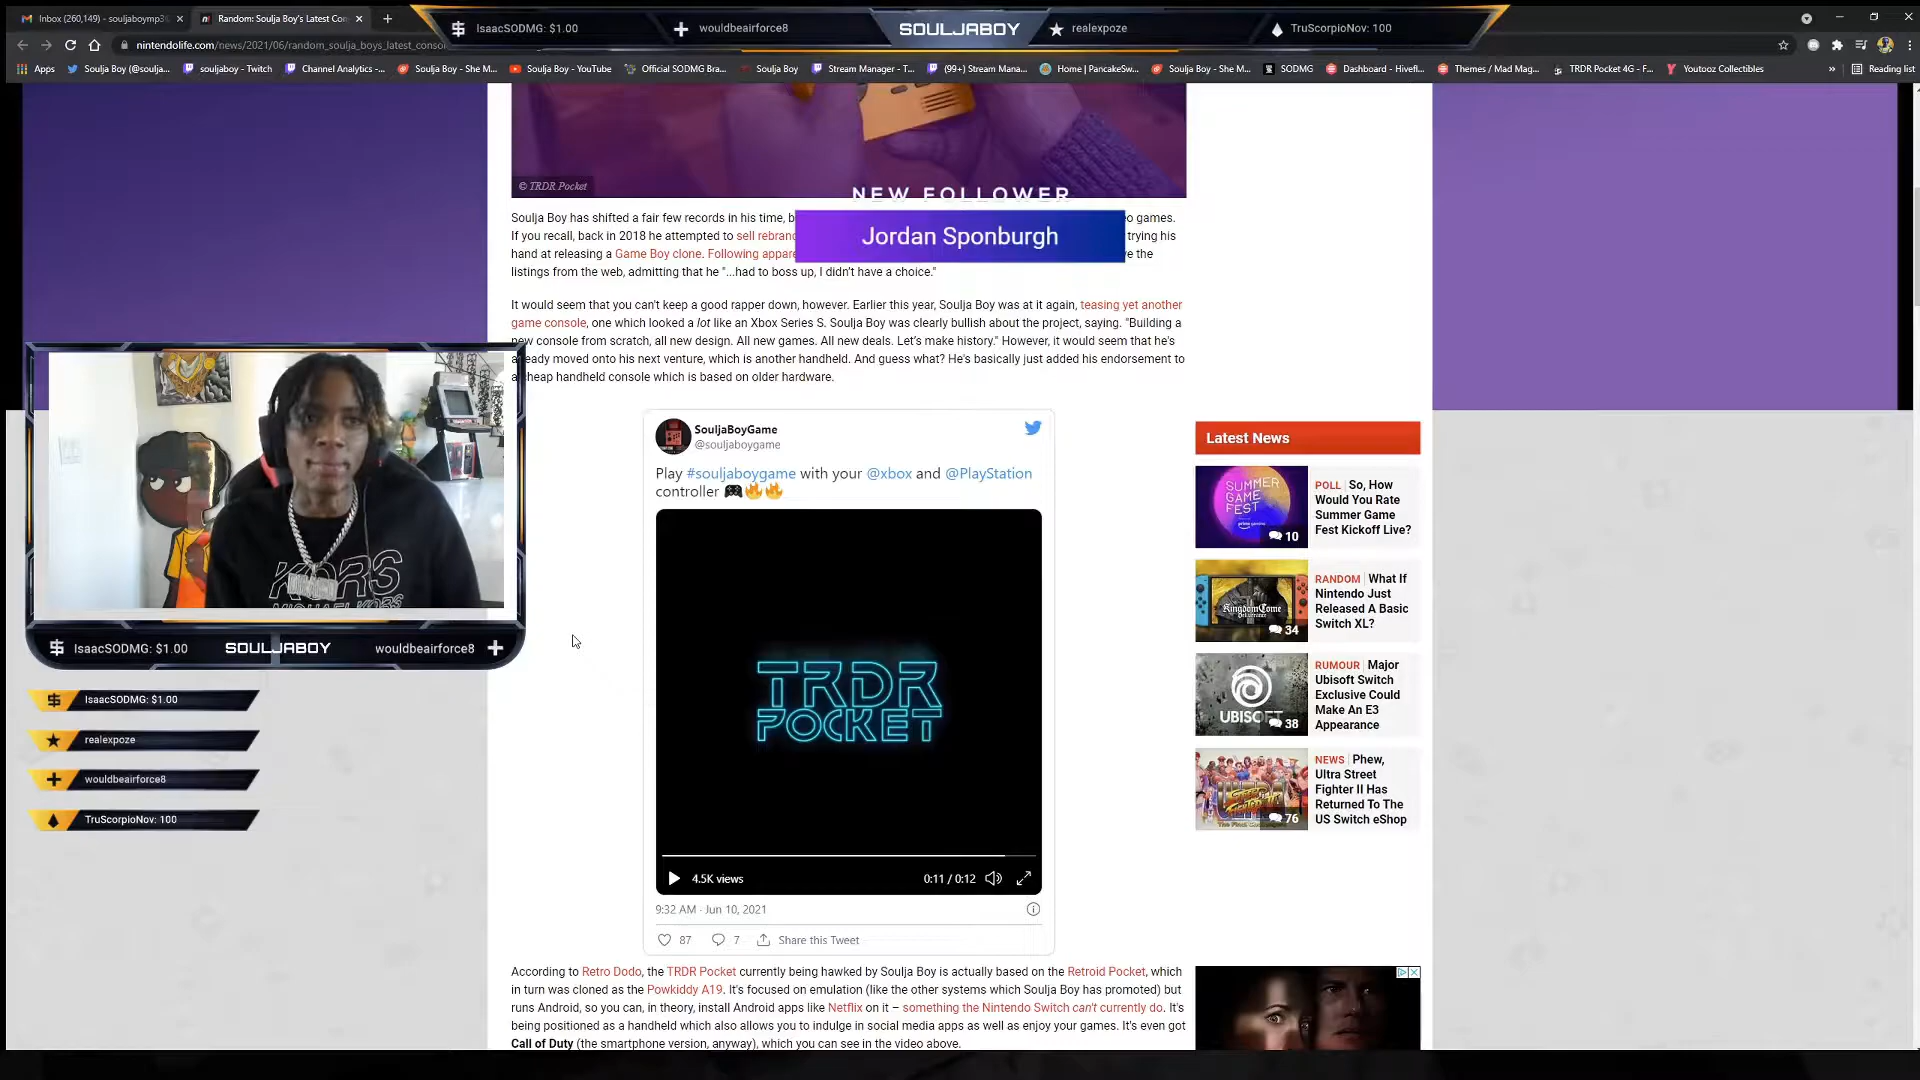 Inbox (260,149) - souljaboymp3
Random: Soulja Boy's Latest Con
IsaacSODMG: $1.00
wouldbeairforce8
SOULJABOY
realexpoze
TruScorpioNov: 100
nintendolife.com/news/2021/06/random_soulja_boys_latest_conso
Apps
Soulja Boy (@soulja...
souljaboy - Twitch
Channel Analytics -...
Soulja Boy - She M...
Soulja Boy - YouTube
Official SODMG Bra...
Soulja Boy
Stream Manager - T...
(99+) Stream Mana...
Home | PancakeSw...
Soulja Boy - She M...
SODMG
Dashboard - Hivefl...
Themes / Mad Mag...
TRDR Pocket 4G - F...
Youtooz Collectibles
»
Reading list
© TRDR Pocket
NEW FOLLOWER
Jordan Sponburgh
Soulja Boy has shifted a fair few records in his time, b o games.
If you recall, back in 2018 he attempted to sell rebran trying his
hand at releasing a Game Boy clone. Following appare ve the
listings from the web, admitting that he "...had to boss up, I didn't have a choice."
It would seem that you can't keep a good rapper down, however. Earlier this year, Soulja Boy was at it again, teasing yet another
game console, one which looked a lot like an Xbox Series S. Soulja Boy was clearly bullish about the project, saying. "Building a
new console from scratch, all new design. All new games. All new deals. Let's make history." However, it would seem that he's
already moved onto his next venture, which is another handheld. And guess what? He's basically just added his endorsement to
a cheap handheld console which is based on older hardware.
SouljaBoyGame
@souljaboygame
Play #souljaboygame with your @xbox and @PlayStation
controller 🎮🔥🔥
TRDR
POCKET
4.5K views
0:11 / 0:12
9:32 AM · Jun 10, 2021
87
7
Share this Tweet
According to Retro Dodo, the TRDR Pocket currently being hawked by Soulja Boy is actually based on the Retroid Pocket, which
in turn was cloned as the Powkiddy A19. It's focused on emulation (like the other systems which Soulja Boy has promoted) but
runs Android, so you can, in theory, install Android apps like Netflix on it – something the Nintendo Switch can't currently do. It's
being positioned as a handheld which also allows you to indulge in social media apps as well as enjoy your games. It's even got
Call of Duty (the smartphone version, anyway), which you can see in the video above.
KORS
MICHAEL KORS
IsaacSODMG: $1.00
SOULJABOY
wouldbeairforce8
IsaacSODMG: $1.00
realexpoze
wouldbeairforce8
TruScorpioNov: 100
Latest News
SUMMER
GAME
FEST
10
POLL So, How
Would You Rate
Summer Game
Fest Kickoff Live?
KINGDOM COME
34
RANDOM What If
Nintendo Just
Released A Basic
Switch XL?
UBISOFT
38
RUMOUR Major
Ubisoft Switch
Exclusive Could
Make An E3
Appearance
76
NEWS Phew,
Ultra Street
Fighter II Has
Returned To The
US Switch eShop